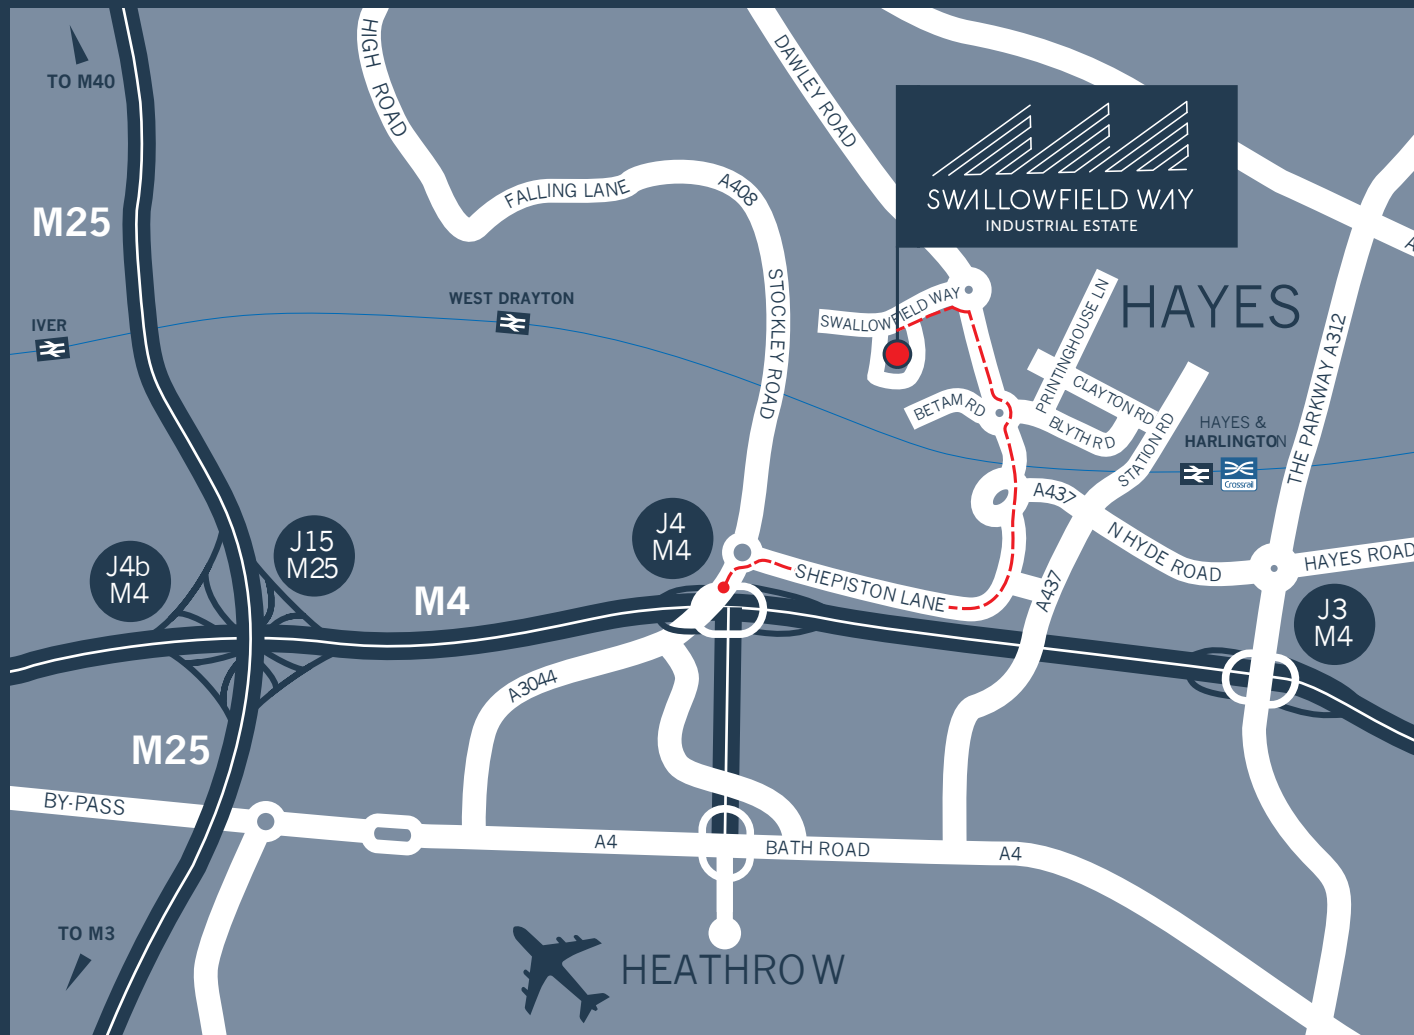 TO M40
HIGH ROAD
DAWLEY ROAD
SWALLOWFIELD WAY
INDUSTRIAL ESTATE
M25
FALLING LANE
A408
STOCKLEY ROAD
IVER
WEST DRAYTON
SWALLOWFIELD WAY
PRINTINGHOUSE LN
HAYES
THE PARKWAY A312
BETAM RD
CLAYTON RD
BLYTH RD
STATION RD
HAYES &
HARLINGTON
Crossrail
A437
N HYDE ROAD
HAYES ROAD
J4b
M4
J15
M25
J4
M4
M4
SHEPISTON LANE
A437
J3
M4
A3044
M25
BY-PASS
A4
BATH ROAD
A4
TO M3
HEATHROW